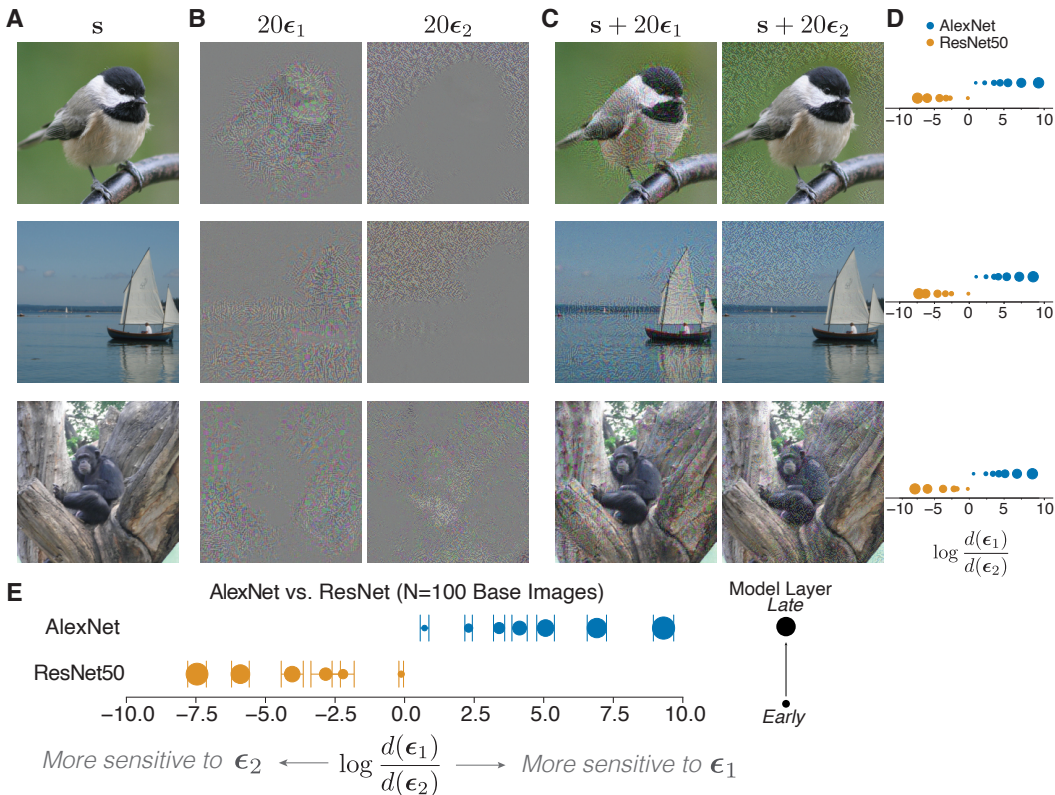 A s B 20ϵ₁ 20ϵ₂ C s + 20ϵ₁ s + 20ϵ₂ D
AlexNet
ResNet50
−10 −5 0 5 10
−10 −5 0 5 10
−10 −5 0 5 10
log d(ϵ₁)/d(ϵ₂)
E
AlexNet vs. ResNet (N=100 Base Images)
Model Layer
Late
AlexNet
ResNet50
Early
−10.0 −7.5 −5.0 −2.5 0.0 2.5 5.0 7.5 10.0
More sensitive to ϵ₂ ← log d(ϵ₁)/d(ϵ₂) → More sensitive to ϵ₁